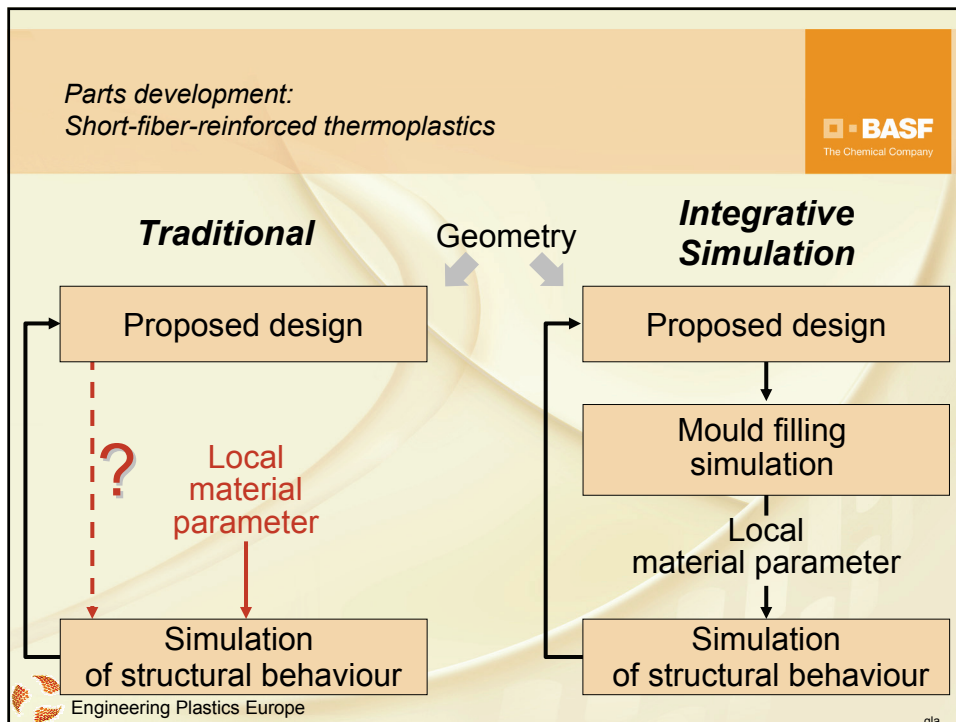 Parts development:
Short-fiber-reinforced thermoplastics
BASF
The Chemical Company
Traditional
Geometry
Integrative
Simulation
Proposed design
?
Local
material
parameter
Simulation
of structural behaviour
Proposed design
Mould filling
simulation
Local
material parameter
Simulation
of structural behaviour
Engineering Plastics Europe
gla